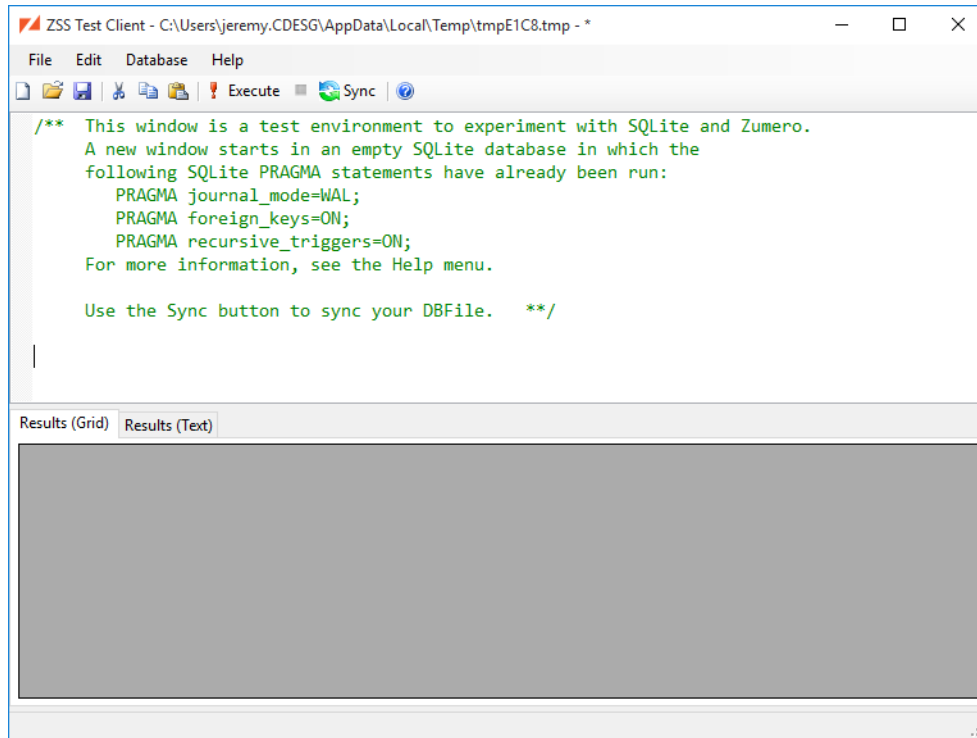 ZSS Test Client - C:\Users\jeremy.CDESG\AppData\Local\Temp\tmpE1C8.tmp - *
File Edit Database Help
Execute Sync
/** This window is a test environment to experiment with SQLite and Zumero.
A new window starts in an empty SQLite database in which the
following SQLite PRAGMA statements have already been run:
PRAGMA journal_mode=WAL;
PRAGMA foreign_keys=ON;
PRAGMA recursive_triggers=ON;
For more information, see the Help menu.
Use the Sync button to sync your DBFile. **/
Results (Grid) Results (Text)